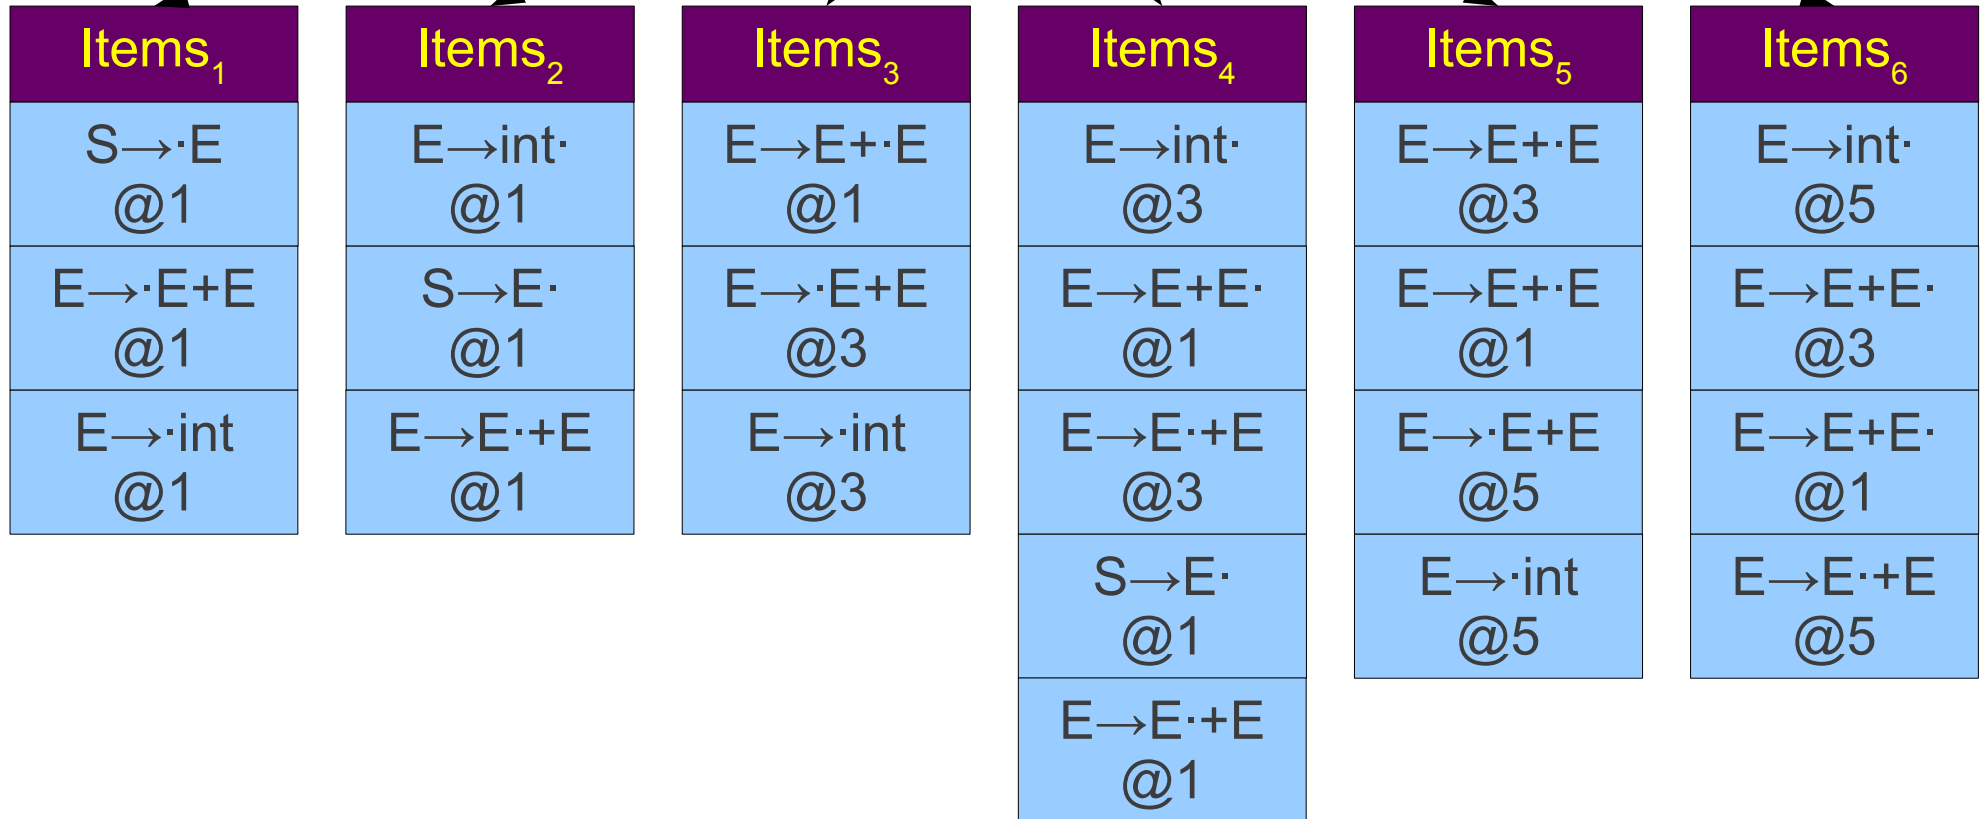 Items₁
S→·E
@1
E→·E+E
@1
E→·int
@1
Items₂
E→int·
@1
S→E·
@1
E→E·+E
@1
Items₃
E→E+·E
@1
E→·E+E
@3
E→·int
@3
Items₄
E→int·
@3
E→E+E·
@1
E→E·+E
@3
S→E·
@1
E→E·+E
@1
Items₅
E→E+·E
@3
E→E+·E
@1
E→·E+E
@5
E→·int
@5
Items₆
E→int·
@5
E→E+E·
@3
E→E+E·
@1
E→E·+E
@5